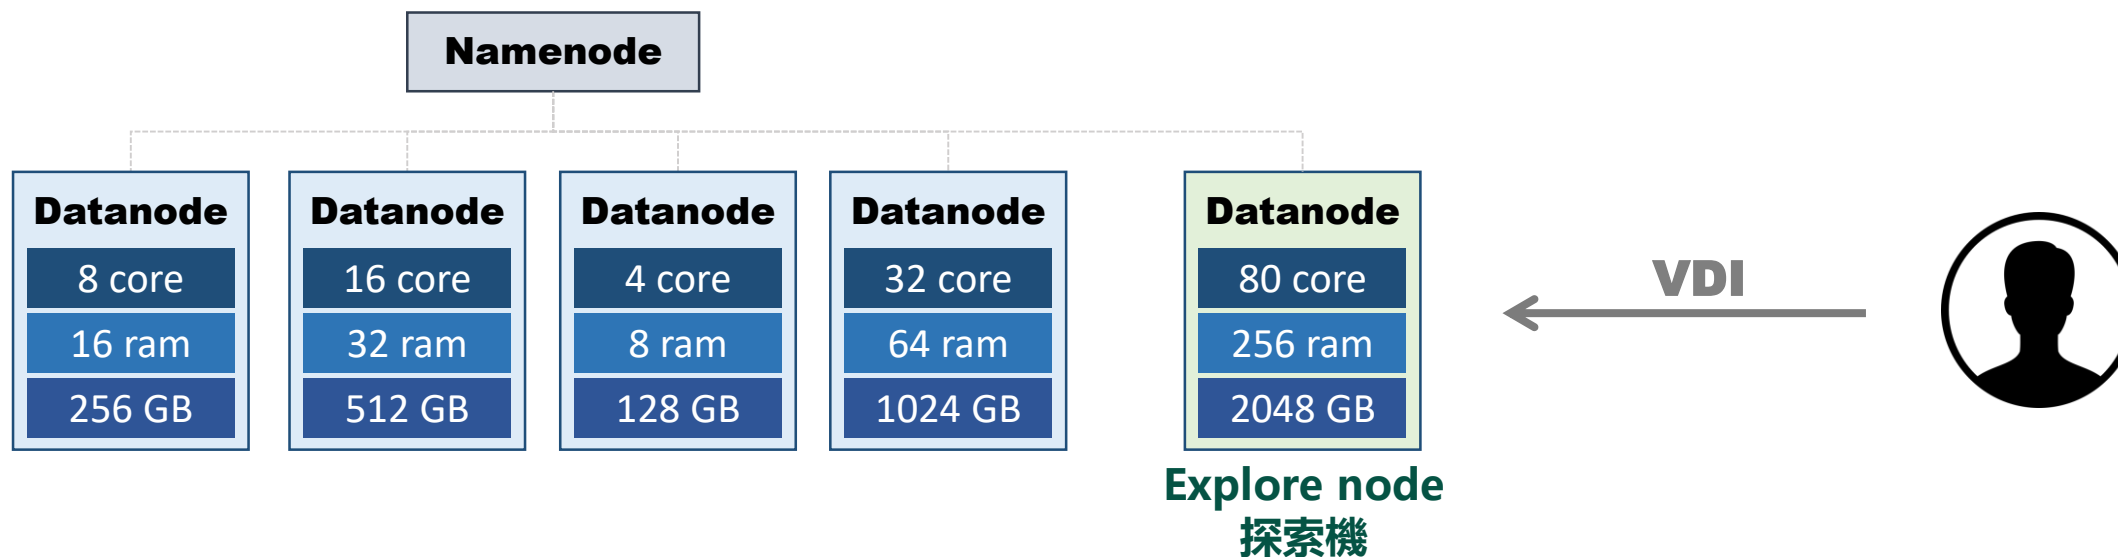 Namenode
Datanode
8 core
16 ram
256 GB
Datanode
16 core
32 ram
512 GB
Datanode
4 core
8 ram
128 GB
Datanode
32 core
64 ram
1024 GB
Datanode
80 core
256 ram
2048 GB
Explore node
探索機
VDI